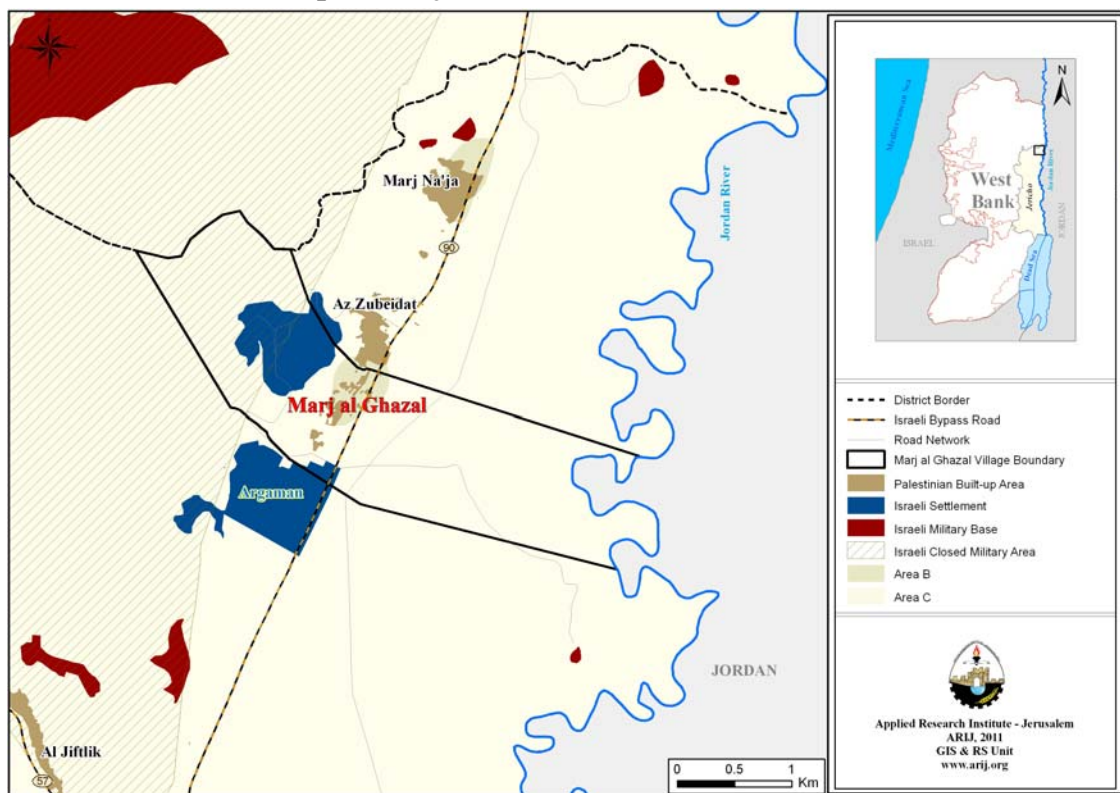 Marj Na'ja
90
Jordan River
Az Zubeidat
Marj al Ghazal
Argaman
JORDAN
Al Jiftlik
57
0 0.5 1
Km
N
Mediterranean Sea
West
Bank
Jericho
Jordan River
ISRAEL
JORDAN
Dead Sea
District Border
Israeli Bypass Road
Road Network
Marj al Ghazal Village Boundary
Palestinian Built-up Area
Israeli Settlement
Israeli Military Base
Israeli Closed Military Area
Area B
Area C
Applied Research Institute - Jerusalem
ARIJ, 2011
GIS & RS Unit
www.arij.org